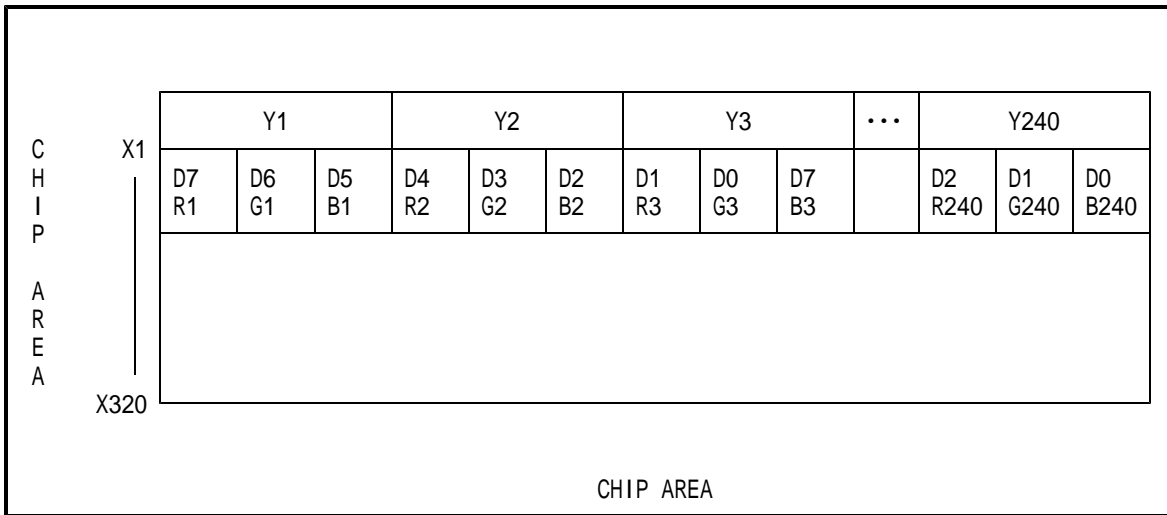 Y1 Y2 Y3 ... Y240
X1
D7 D6 D5 D4 D3 D2 D1 D0 D7 D2 D1 D0
R1 G1 B1 R2 G2 B2 R3 G3 B3 R240 G240 B240
CHIP AREA
X320
CHIP AREA